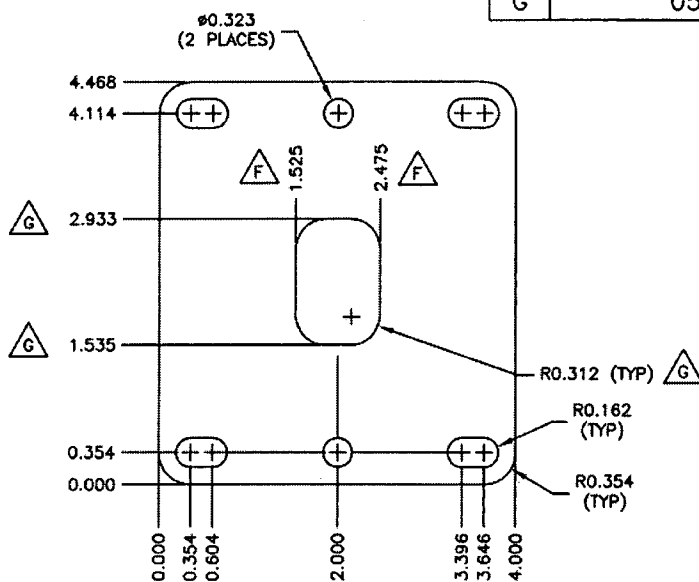 G 05
ø0.323
(2 PLACES)
4.468
4.114
F 1.525 2.475 F
G 2.933
G 1.535
R0.312 (TYP) G
R0.162
(TYP)
0.354
0.000
R0.354
(TYP)
0.000 0.354 0.604 2.000 3.396 3.646 4.000